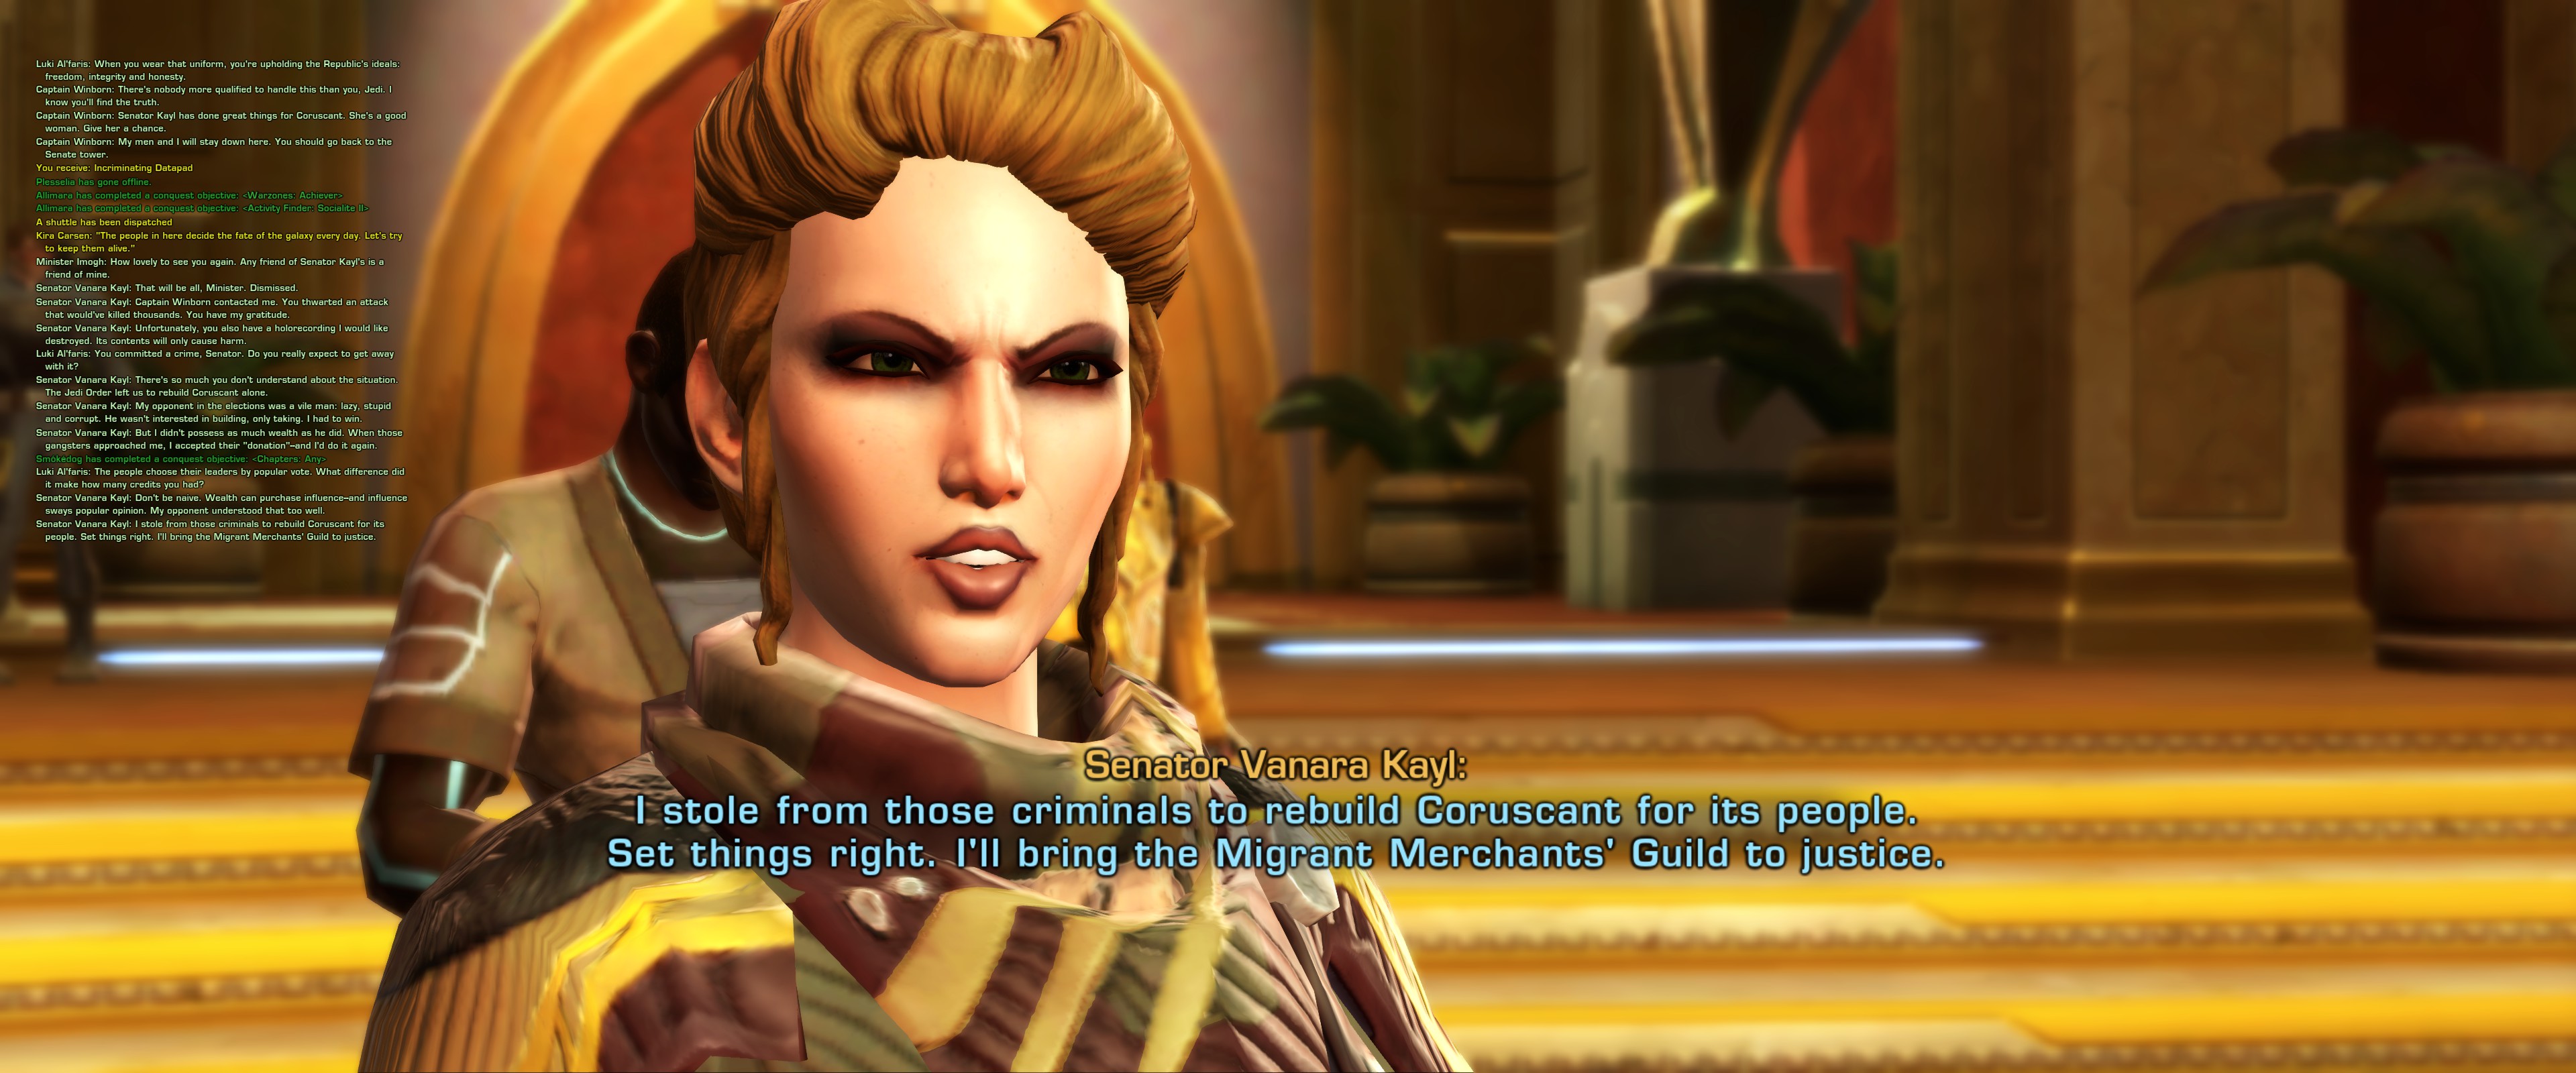 Luki Al'faris: When you wear that uniform, you're upholding the Republic's ideals:
freedom, integrity and honesty.
Captain Winborn: There's nobody more qualified to handle this than you, Jedi. I
know you'll find the truth.
Captain Winborn: Senator Kayl has done great things for Coruscant. She's a good
woman. Give her a chance.
Captain Winborn: My men and I will stay down here. You should go back to the
Senate tower.
You receive: Incriminating Datapad
Plesselia has gone offline.
Allimara has completed a conquest objective: <Warzones: Achiever>
Allimara has completed a conquest objective: <Activity Finder: Socialite II>
A shuttle has been dispatched
Kira Carsen: "The people in here decide the fate of the galaxy every day. Let's try
to keep them alive."
Minister Imogh: How lovely to see you again. Any friend of Senator Kayl's is a
friend of mine.
Senator Vanara Kayl: That will be all, Minister. Dismissed.
Senator Vanara Kayl: Captain Winborn contacted me. You thwarted an attack
that would've killed thousands. You have my gratitude.
Senator Vanara Kayl: Unfortunately, you also have a holorecording I would like
destroyed. Its contents will only cause harm.
Luki Al'faris: You committed a crime, Senator. Do you really expect to get away
with it?
Senator Vanara Kayl: There's so much you don't understand about the situation.
The Jedi Order left us to rebuild Coruscant alone.
Senator Vanara Kayl: My opponent in the elections was a vile man: lazy, stupid
and corrupt. He wasn't interested in building, only taking. I had to win.
Senator Vanara Kayl: But I didn't possess as much wealth as he did. When those
gangsters approached me, I accepted their "donation"—and I'd do it again.
Smokedog has completed a conquest objective: <Chapters: Any>
Luki Al'faris: The people choose their leaders by popular vote. What difference did
it make how many credits you had?
Senator Vanara Kayl: Don't be naive. Wealth can purchase influence—and influence
sways popular opinion. My opponent understood that too well.
Senator Vanara Kayl: I stole from those criminals to rebuild Coruscant for its
people. Set things right. I'll bring the Migrant Merchants' Guild to justice.
Senator Vanara Kayl:
I stole from those criminals to rebuild Coruscant for its people.
Set things right. I'll bring the Migrant Merchants' Guild to justice.